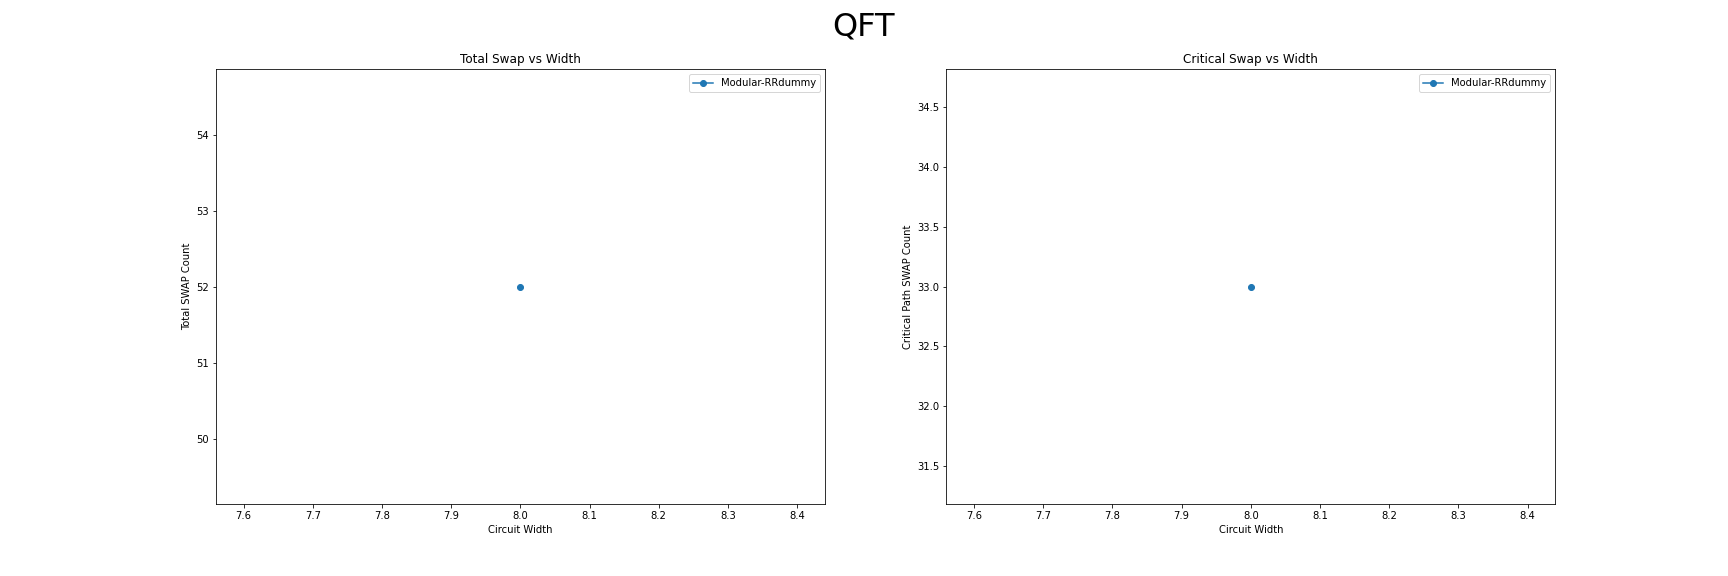 QFT
Total Swap vs Width
Modular-RRdummy
54
53
52
51
50
Total SWAP Count
7.6 7.7 7.8 7.9 8.0 8.1 8.2 8.3 8.4
Circuit Width
Critical Swap vs Width
Modular-RRdummy
34.5
34.0
33.5
33.0
32.5
32.0
31.5
Critical Path SWAP Count
7.6 7.7 7.8 7.9 8.0 8.1 8.2 8.3 8.4
Circuit Width